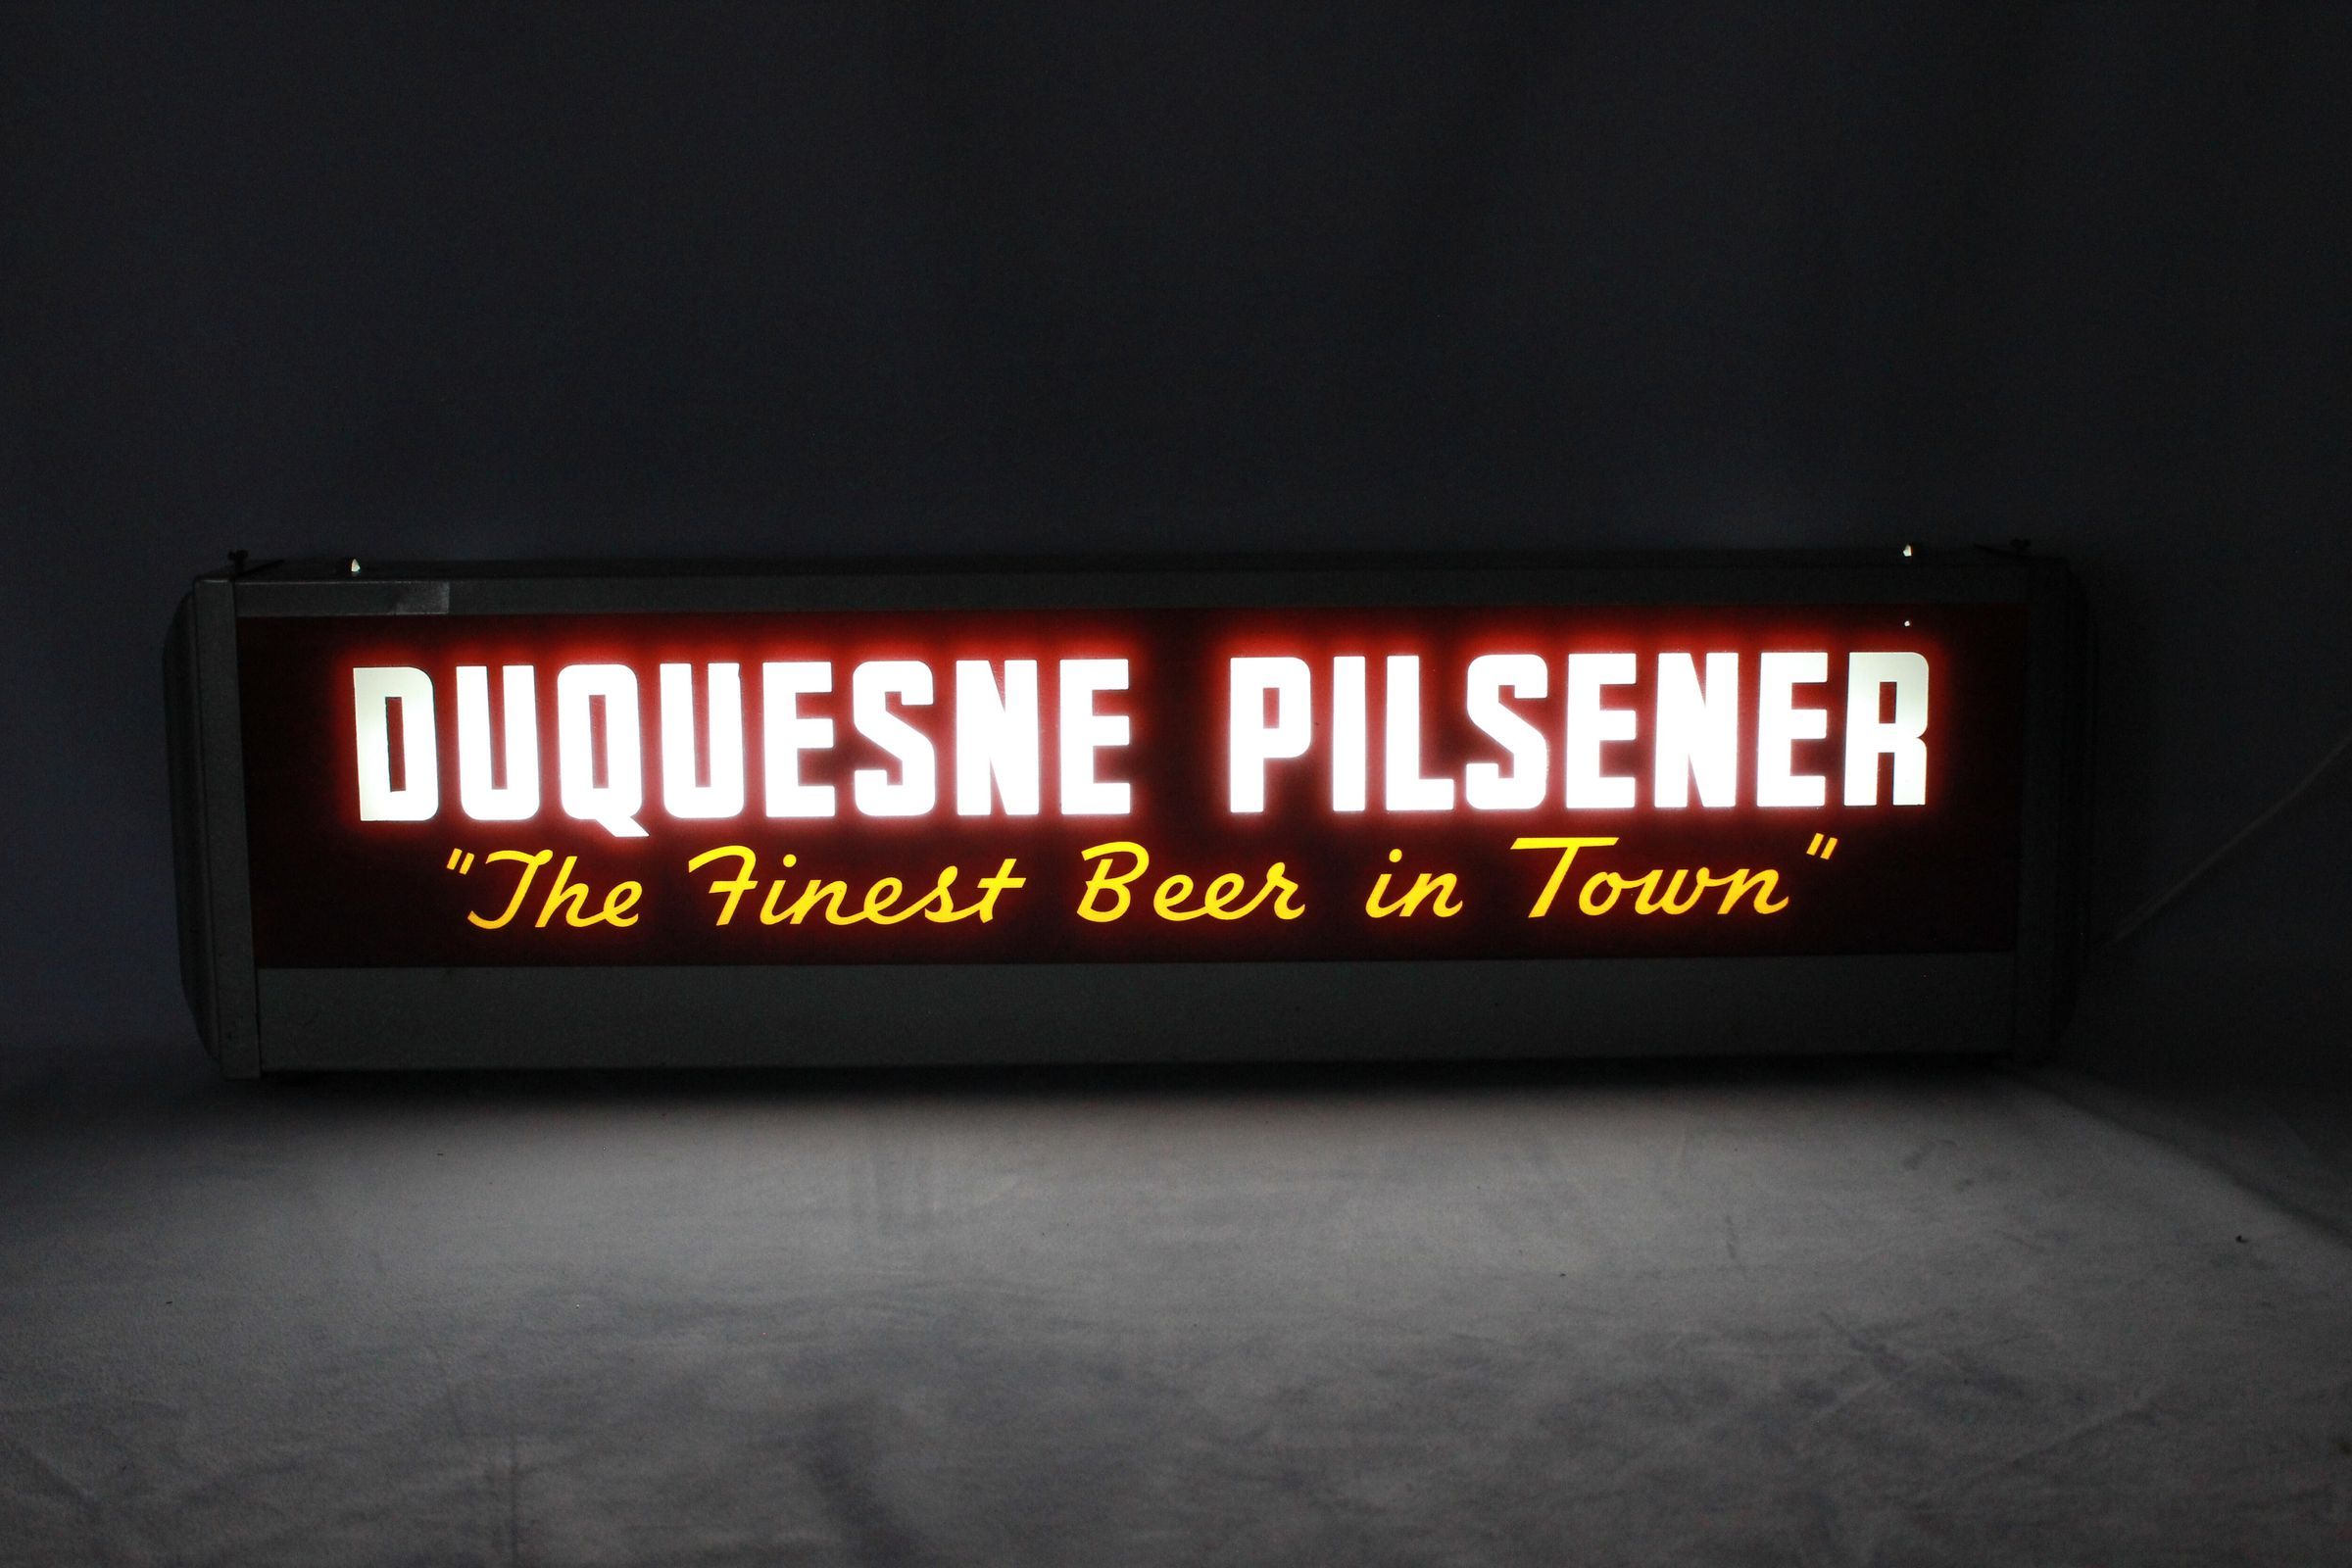 DUQUESNE PILSENER
"The Finest Beer in Town"